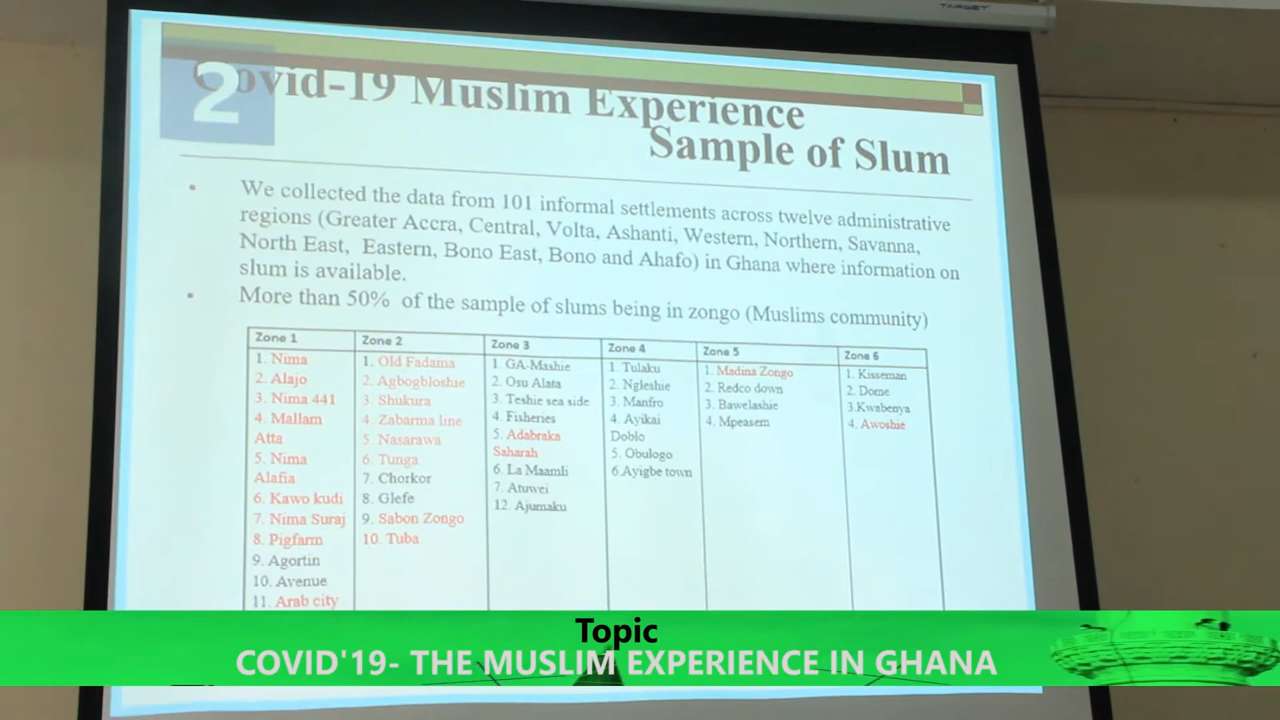 TARGET
2
Covid-19 Muslim Experience
Sample of Slum
• We collected the data from 101 informal settlements across twelve administrative
regions (Greater Accra, Central, Volta, Ashanti, Western, Northern, Savanna,
North East, Eastern, Bono East, Bono and Ahafo) in Ghana where information on
slum is available.
• More than 50% of the sample of slums being in zongo (Muslims community)
Zone 1
1. Nima
2. Alajo
3. Nima 441
4. Mallam
Atta
5. Nima
Alafia
6. Kawo kudi
7. Nima Suraj
8. Pigfarm
9. Agortin
10. Avenue
11. Arab city
Zone 2
1. Old Fadama
2. Agbogbloshie
3. Shukura
4. Zabarma line
5. Nasarawa
6. Tunga
7. Chorkor
8. Glefe
9. Sabon Zongo
10. Tuba
Zone 3
1. GA-Mashie
2. Osu Alata
3. Teshie sea side
4. Fisheries
5. Adabraka
Saharah
6. La Maamli
7. Atuwei
12. Ajumaku
Zone 4
1. Tulaku
2. Ngleshie
3. Manfro
4. Ayikai
Doblo
5. Obulogo
6.Ayigbe town
Zone 5
1. Madina Zongo
2. Redco down
3. Bawelashie
4. Mpeasem
Zone 6
1. Kisseman
2. Dome
3.Kwabenya
4. Awoshie
Topic
COVID'19- THE MUSLIM EXPERIENCE IN GHANA